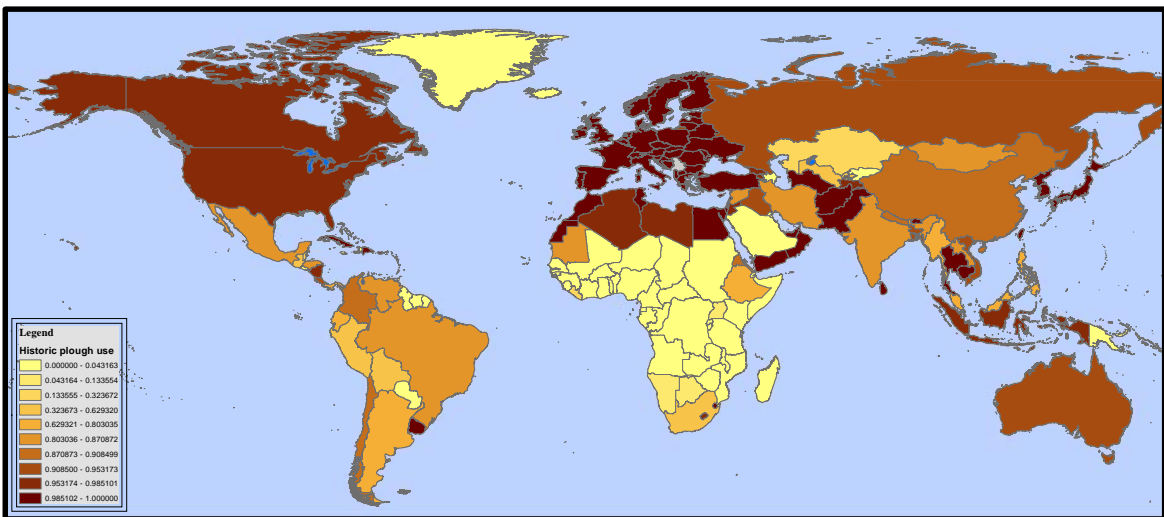 Legend
Historic plough use
0.000000 - 0.043163
0.043164 - 0.133554
0.133555 - 0.323672
0.323673 - 0.629320
0.629321 - 0.803035
0.803036 - 0.870872
0.870873 - 0.908499
0.908500 - 0.953173
0.953174 - 0.985101
0.985102 - 1.000000